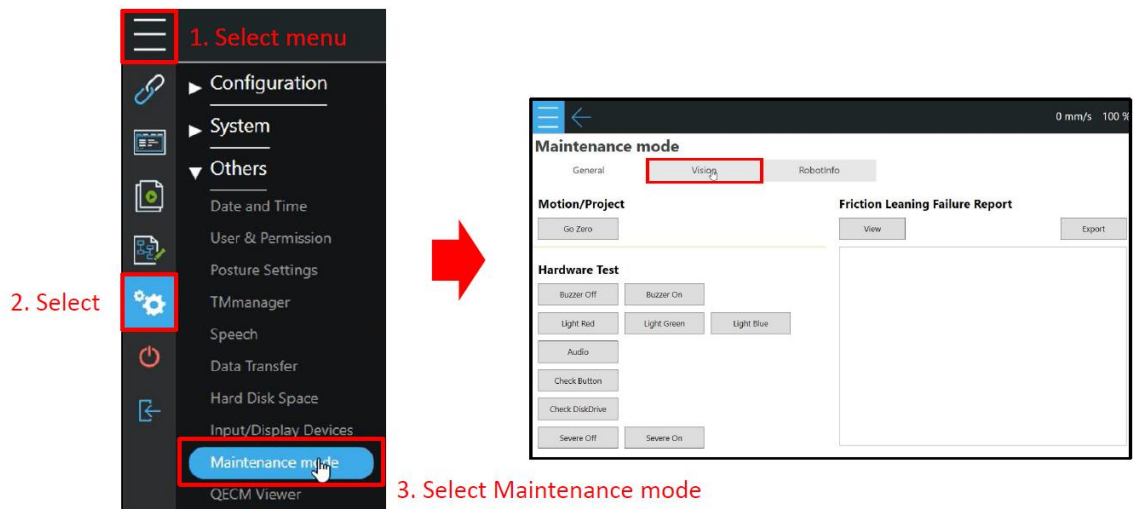 1. Select menu
Configuration
System
Others
Date and Time
User & Permission
Posture Settings
TMmanager
Speech
Data Transfer
Hard Disk Space
Input/Display Devices
Maintenance mode
QECM Viewer
2. Select
3. Select Maintenance mode
0 mm/s 100 %
Maintenance mode
General Vision RobotInfo
Motion/Project
Go Zero
Hardware Test
Buzzer Off Buzzer On
Light Red Light Green Light Blue
Audio
Check Button
Check DiskDrive
Severe Off Severe On
Friction Leaning Failure Report
View Export